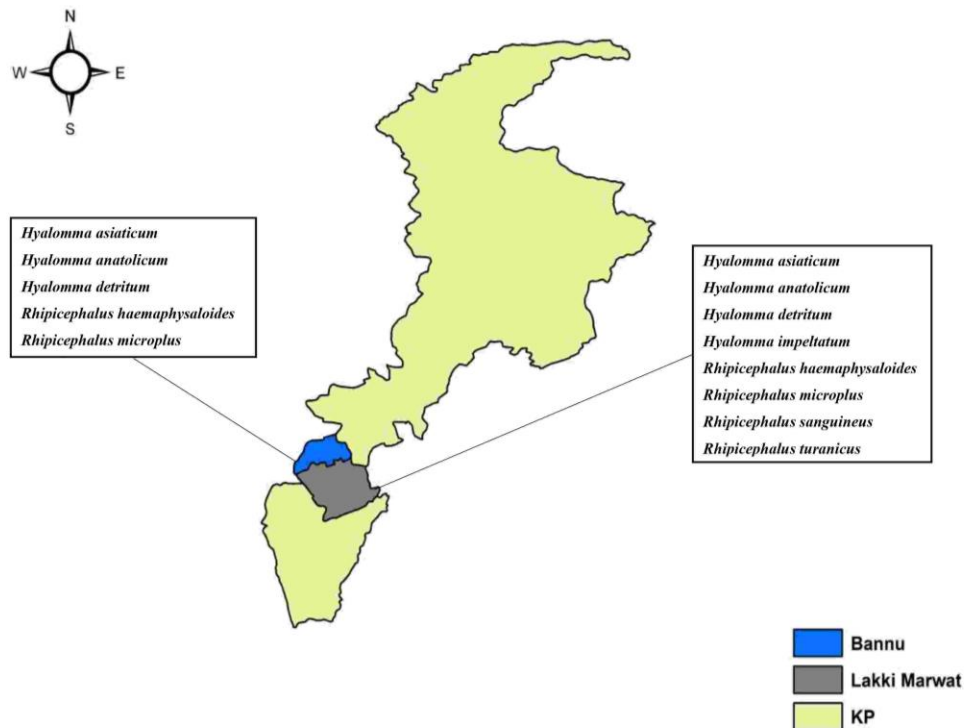 N
W E
S
Hyalomma asiaticum
Hyalomma anatolicum
Hyalomma detritum
Rhipicephalus haemaphysaloides
Rhipicephalus microplus
Hyalomma asiaticum
Hyalomma anatolicum
Hyalomma detritum
Hyalomma impeltatum
Rhipicephalus haemaphysaloides
Rhipicephalus microplus
Rhipicephalus sanguineus
Rhipicephalus turanicus
Bannu
Lakki Marwat
KP